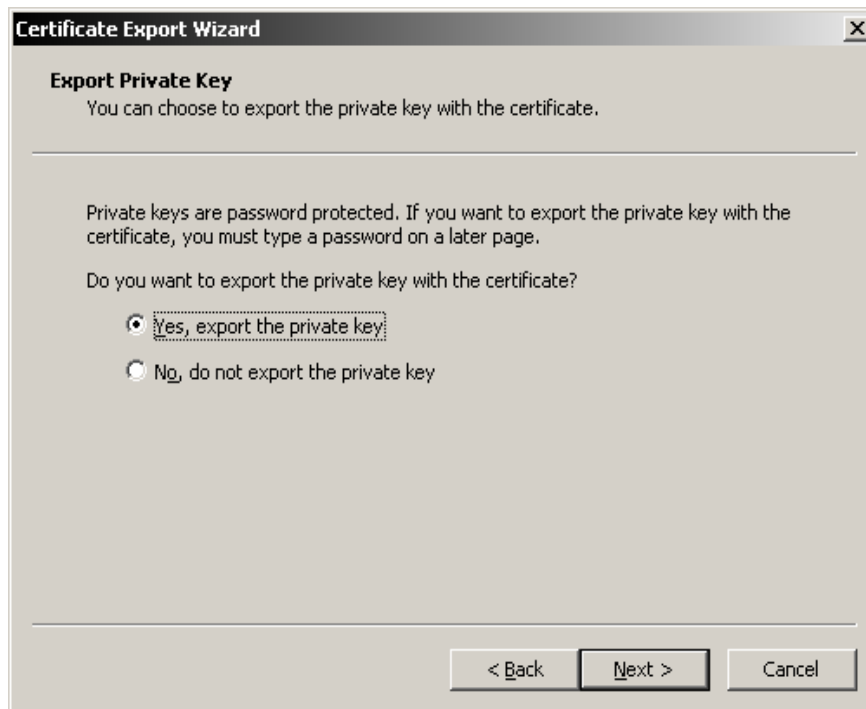 Certificate Export Wizard
Export Private Key
You can choose to export the private key with the certificate.
Private keys are password protected. If you want to export the private key with the
certificate, you must type a password on a later page.
Do you want to export the private key with the certificate?
Yes, export the private key
No, do not export the private key
< Back Next > Cancel